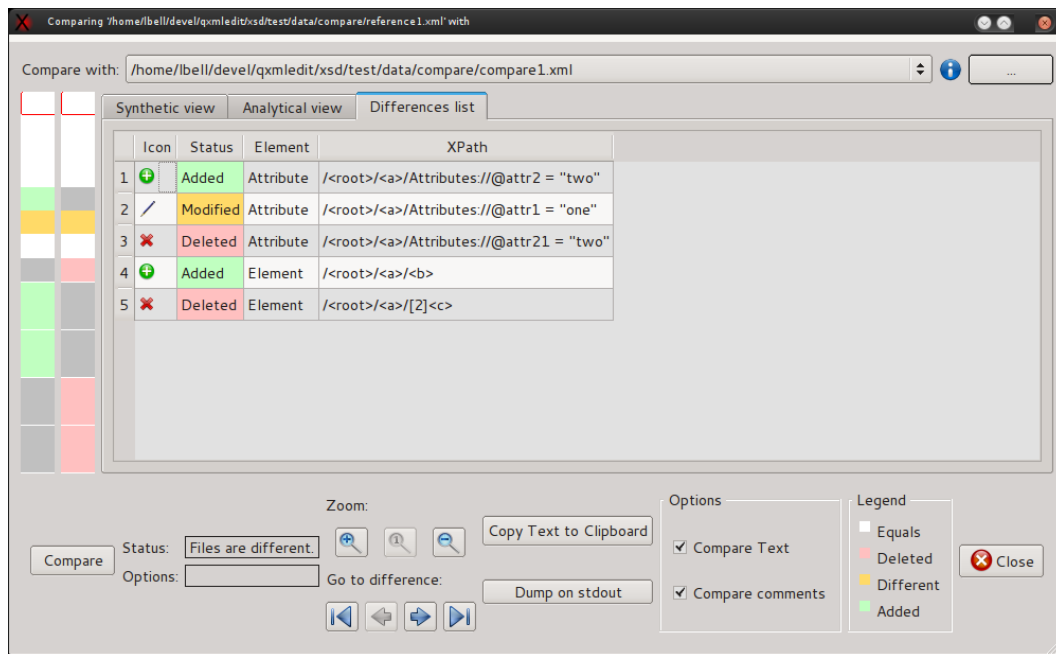 Comparing '/home/lbell/devel/qxmledit/xsd/test/data/compare/reference1.xml' with
Compare with: /home/lbell/devel/qxmledit/xsd/test/data/compare/compare1.xml ...
Synthetic view Analytical view Differences list
Icon Status Element XPath
1 Added Attribute /<root>/<a>/Attributes://@attr2 = "two"
2 Modified Attribute /<root>/<a>/Attributes://@attr1 = "one"
3 Deleted Attribute /<root>/<a>/Attributes://@attr21 = "two"
4 Added Element /<root>/<a>/<b>
5 Deleted Element /<root>/<a>/[2]<c>
Compare
Status: Files are different.
Options:
Zoom:
1
Go to difference:
Copy Text to Clipboard
Dump on stdout
Options
Compare Text
Compare comments
Legend
Equals
Deleted
Different
Added
Close